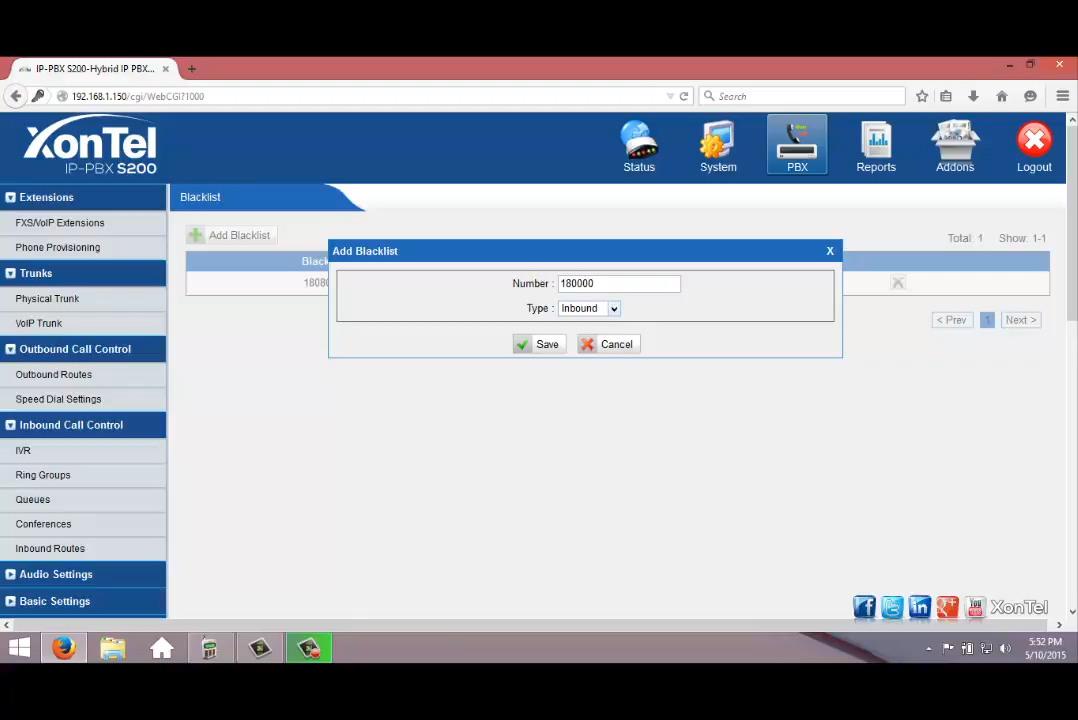 IP-PBX S200-Hybrid IP PBX...
192.168.1.150/cgi/WebCGI?1000
Search
XonTel
IP-PBX S200
Status
System
PBX
Reports
Addons
Logout
Extensions
FXS/VoIP Extensions
Phone Provisioning
Trunks
Physical Trunk
VoIP Trunk
Outbound Call Control
Outbound Routes
Speed Dial Settings
Inbound Call Control
IVR
Ring Groups
Queues
Conferences
Inbound Routes
Audio Settings
Basic Settings
Blacklist
Add Blacklist
Total: 1 Show: 1-1
Black
1808
< Prev 1 Next >
Add Blacklist X
Number : 180000
Type : Inbound
Save Cancel
XonTel
5:52 PM
5/10/2015